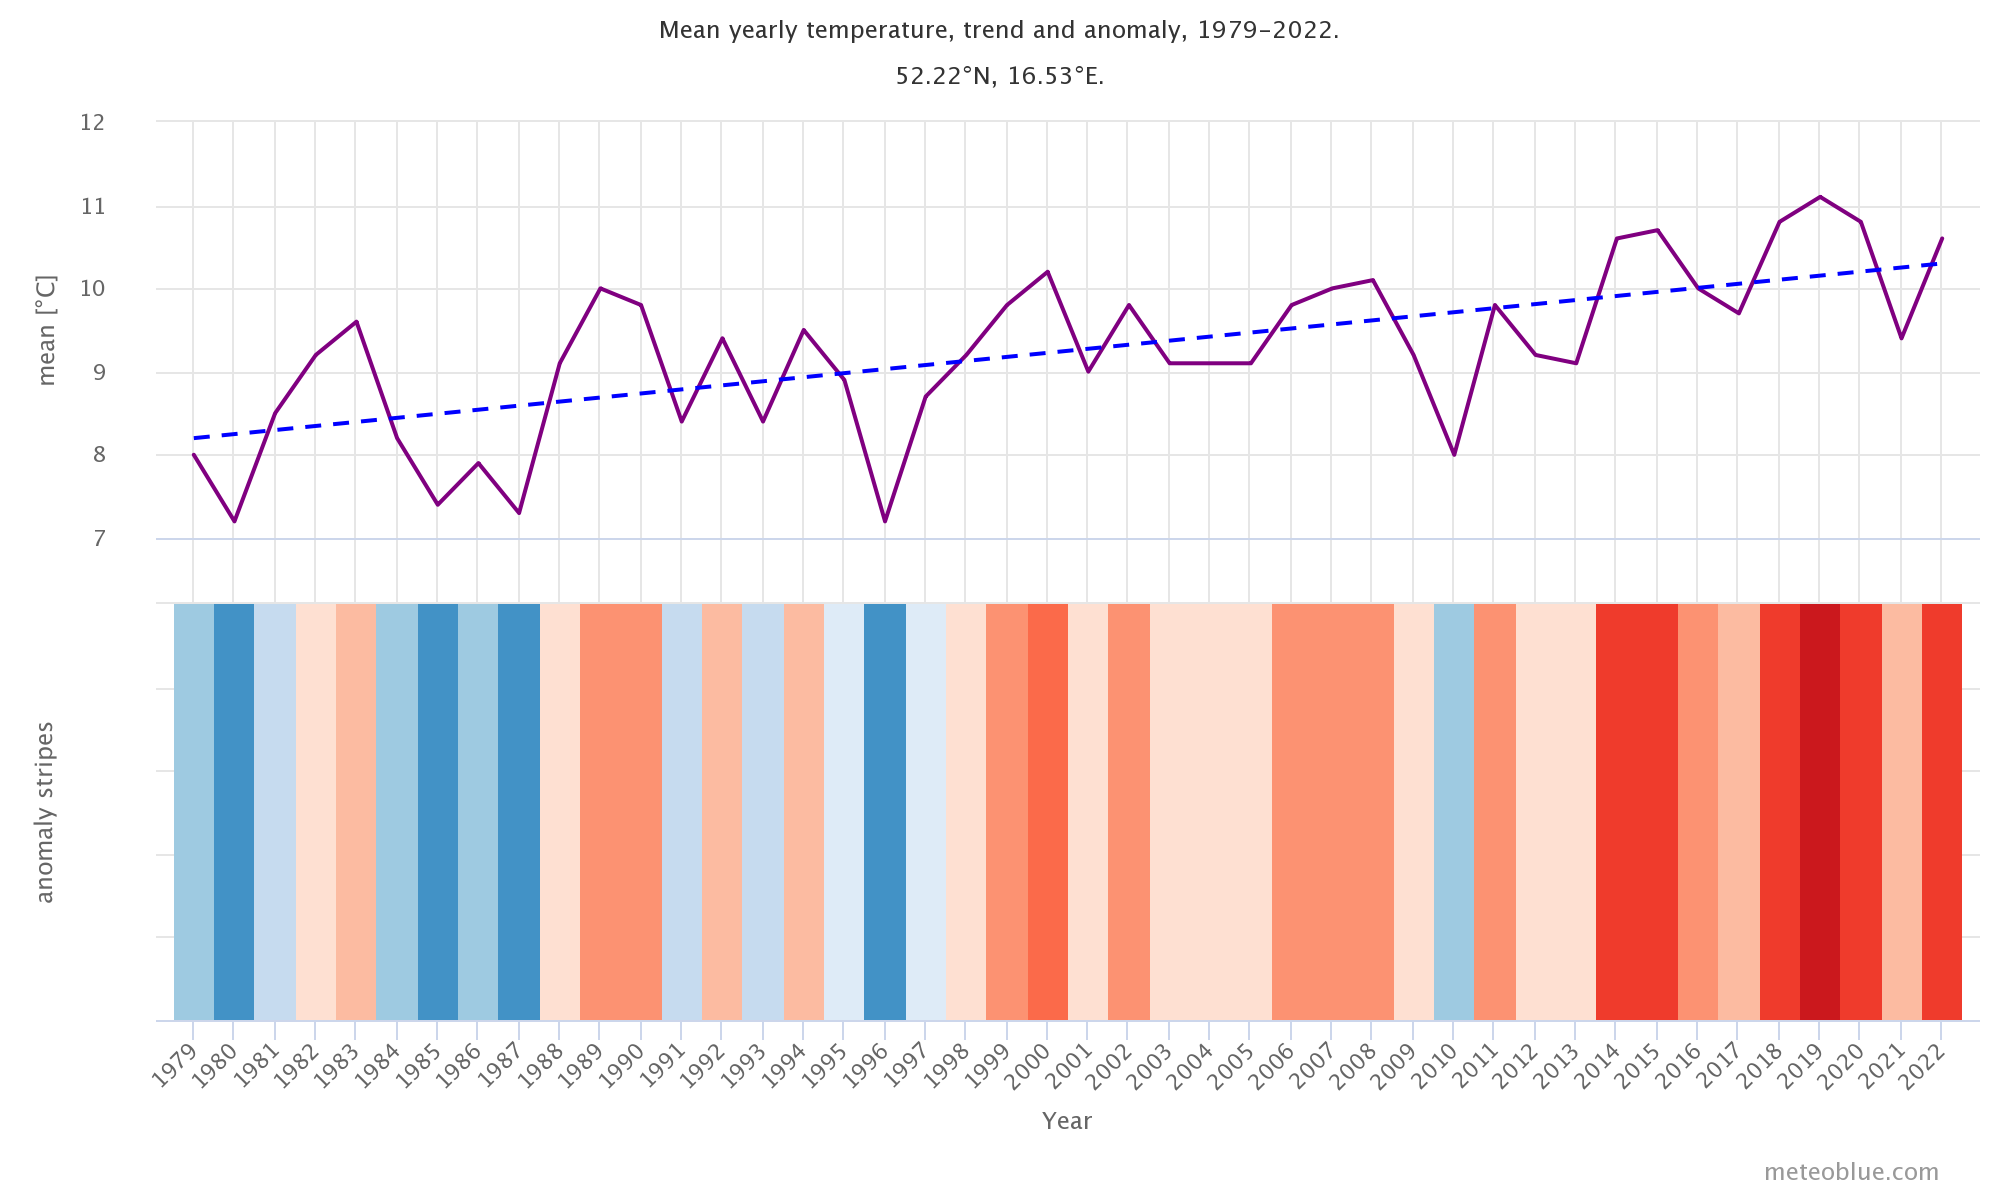 Mean yearly temperature, trend and anomaly, 1979–2022.
52.22°N, 16.53°E.
12
11
10
9
8
7
mean [°C]
anomaly stripes
1979 1980 1981 1982 1983 1984 1985 1986 1987 1988 1989 1990 1991 1992 1993 1994 1995 1996 1997 1998 1999 2000 2001 2002 2003 2004 2005 2006 2007 2008 2009 2010 2011 2012 2013 2014 2015 2016 2017 2018 2019 2020 2021 2022
Year
meteoblue.com